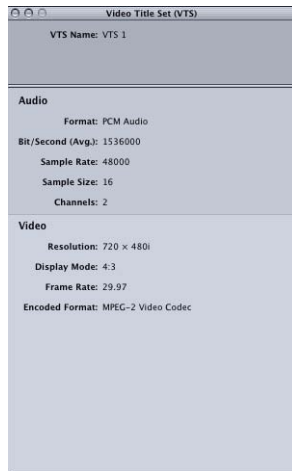 Video Title Set (VTS)
VTS Name: VTS 1
Audio
Format: PCM Audio
Bit/Second (Avg.): 1536000
Sample Rate: 48000
Sample Size: 16
Channels: 2
Video
Resolution: 720 × 480i
Display Mode: 4:3
Frame Rate: 29.97
Encoded Format: MPEG-2 Video Codec